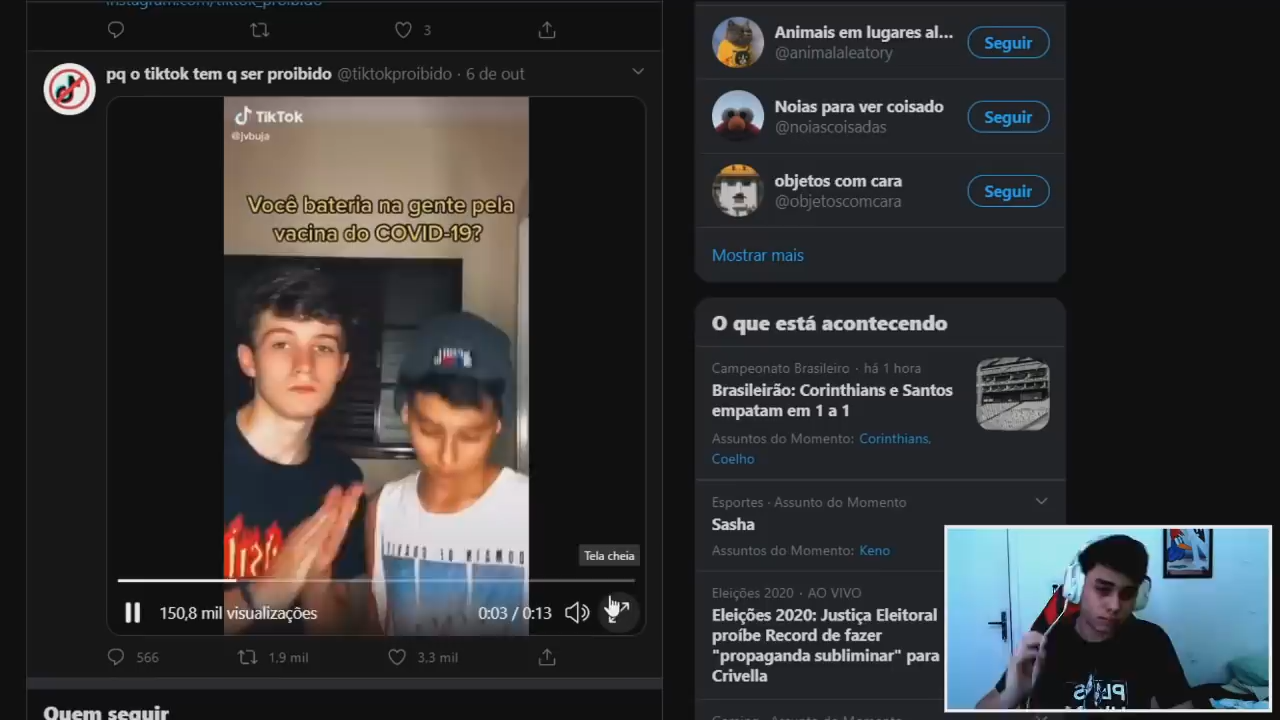 instagram.com/tiktok_proibido
3
pq o tiktok tem q ser proibido @tiktokproibido · 6 de out
TikTok
@jvbuja
Você bateria na gente pela
vacina do COVID-19?
Tela cheia
150,8 mil visualizações
0:03 / 0:13
566
1.9 mil
3.3 mil
Quem seguir
Animais em lugares al...
@animalaleatory
Seguir
Noias para ver coisado
@noiascoisadas
Seguir
objetos com cara
@objetoscomcara
Seguir
Mostrar mais
O que está acontecendo
Campeonato Brasileiro · há 1 hora
Brasileirão: Corinthians e Santos
empatam em 1 a 1
Assuntos do Momento: Corinthians,
Coelho
Esportes · Assunto do Momento
Sasha
Assuntos do Momento: Keno
Eleições 2020 · AO VIVO
Eleições 2020: Justiça Eleitoral
proíbe Record de fazer
"propaganda subliminar" para
Crivella